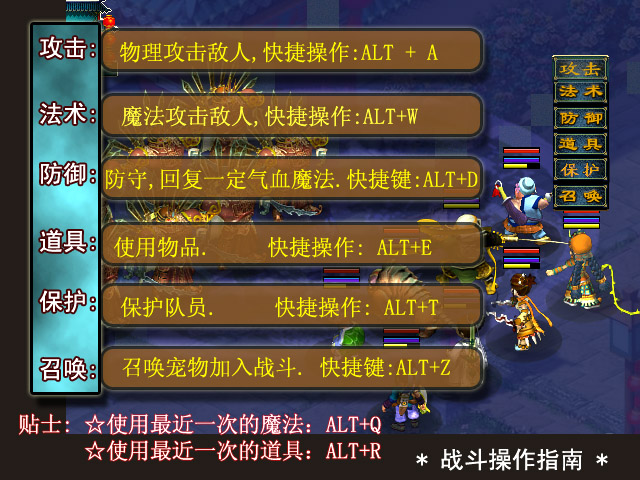 攻击: 物理攻击敌人,快捷操作:ALT + A
法术: 魔法攻击敌人,快捷操作:ALT+W
防御: 防守,回复一定气血魔法.快捷键:ALT+D
道具: 使用物品. 快捷操作: ALT+E
保护: 保护队员. 快捷操作: ALT+T
召唤: 召唤宠物加入战斗. 快捷键:ALT+Z
攻击
法术
防御
道具
保护
召唤
贴士: ☆使用最近一次的魔法: ALT+Q
☆使用最近一次的道具: ALT+R
* 战斗操作指南 *